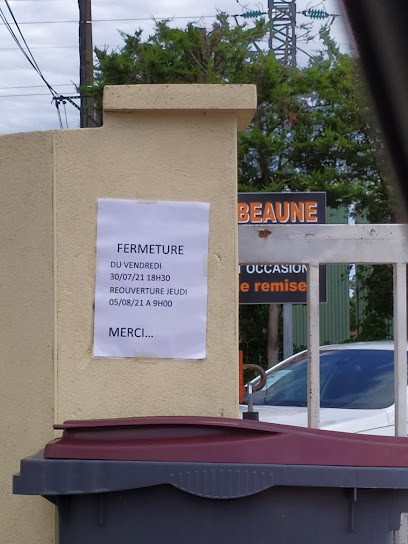 FERMETURE
DU VENDREDI
30/07/21 18H30
REOUVERTURE JEUDI
05/08/21 A 9H00
MERCI...
BEAUNE
OCCASION
e remise